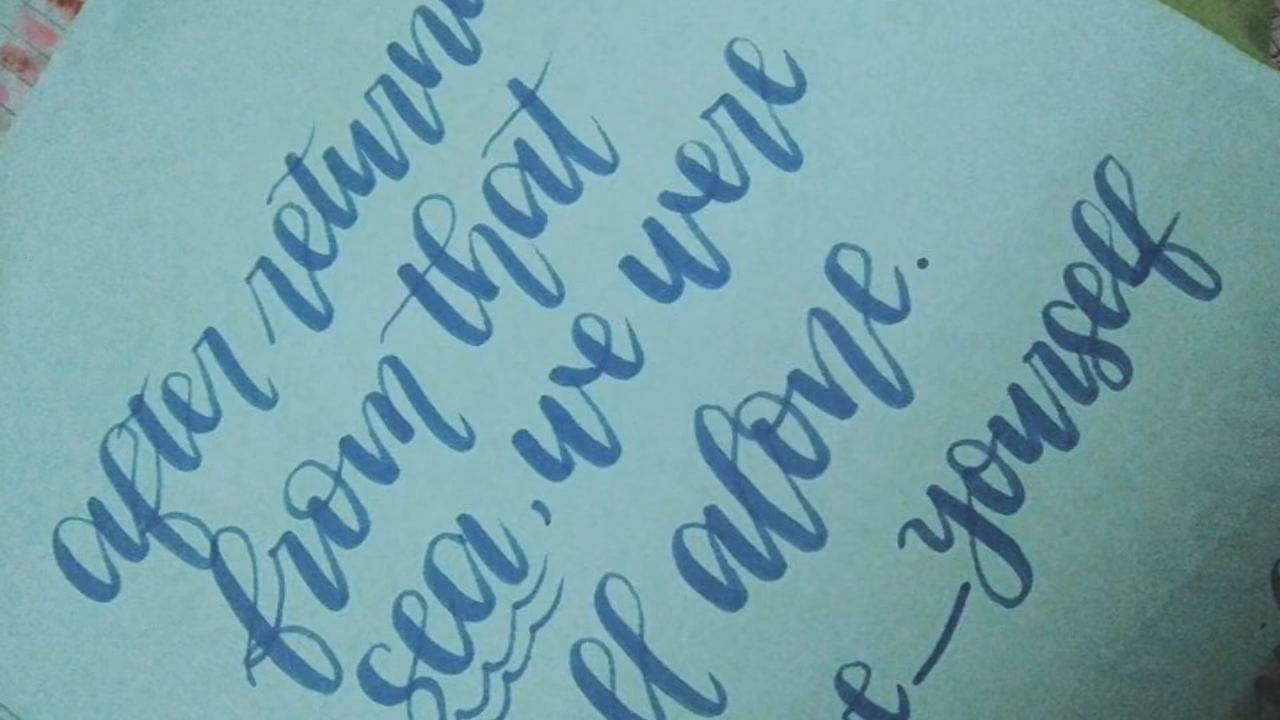 after return
from that
sea, we were
alone.
yourself